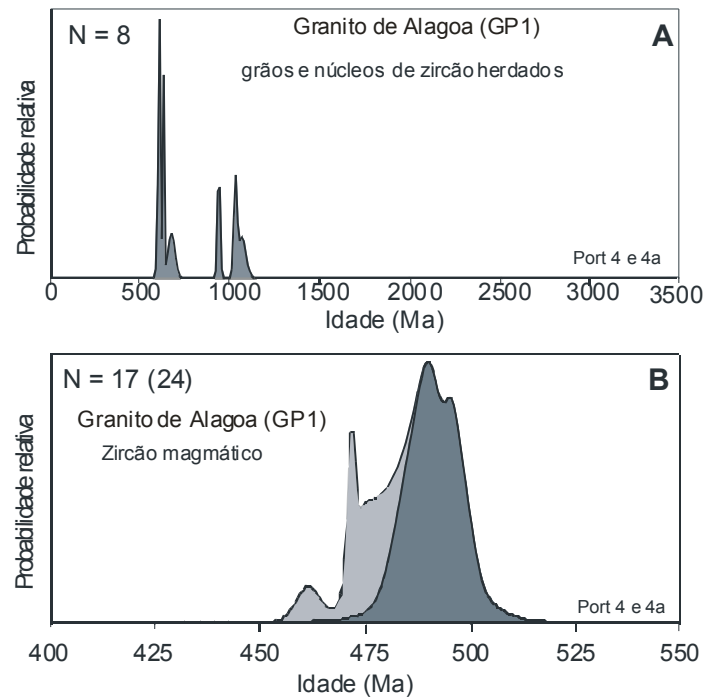 N = 8
Granito de Alagoa (GP1)
A
grãos e núcleos de zircão herdados
Probabilidade relativa
Port 4 e 4a
0 500 1000 1500 2000 2500 3000 3500
Idade (Ma)
N = 17 (24)
B
Granito de Alagoa (GP1)
Zircão magmático
Probabilidade relativa
Port 4 e 4a
400 425 450 475 500 525 550
Idade (Ma)